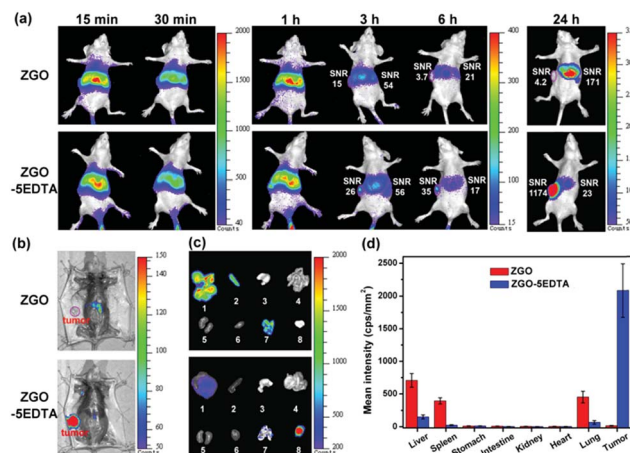 (a) 15 min 30 min 1 h 3 h 6 h 24 h
ZGO
SNR 15 SNR 54 SNR 3.7 SNR 21 SNR 4.2 SNR 171
2000
1500
1000
500
40
Counts
400
350
300
250
200
150
100
50
15
Counts
ZGO
-5EDTA
SNR 26 SNR 56 SNR 35 SNR 17 SNR 1174 SNR 23
(b)
ZGO
tumor
ZGO
-5EDTA
tumor
150
140
130
120
110
100
90
80
70
60
50
Counts
(c)
1 2 3 4
5 6 7 8
1 2 3 4
5 6 7 8
2000
1500
1000
500
200
Counts
(d)
Mean intensity (cps/mm²)
2500
2000
1500
1000
500
0
ZGO
ZGO-5EDTA
Liver Spleen Stomach Intestine Kidney Heart Lung Tumor